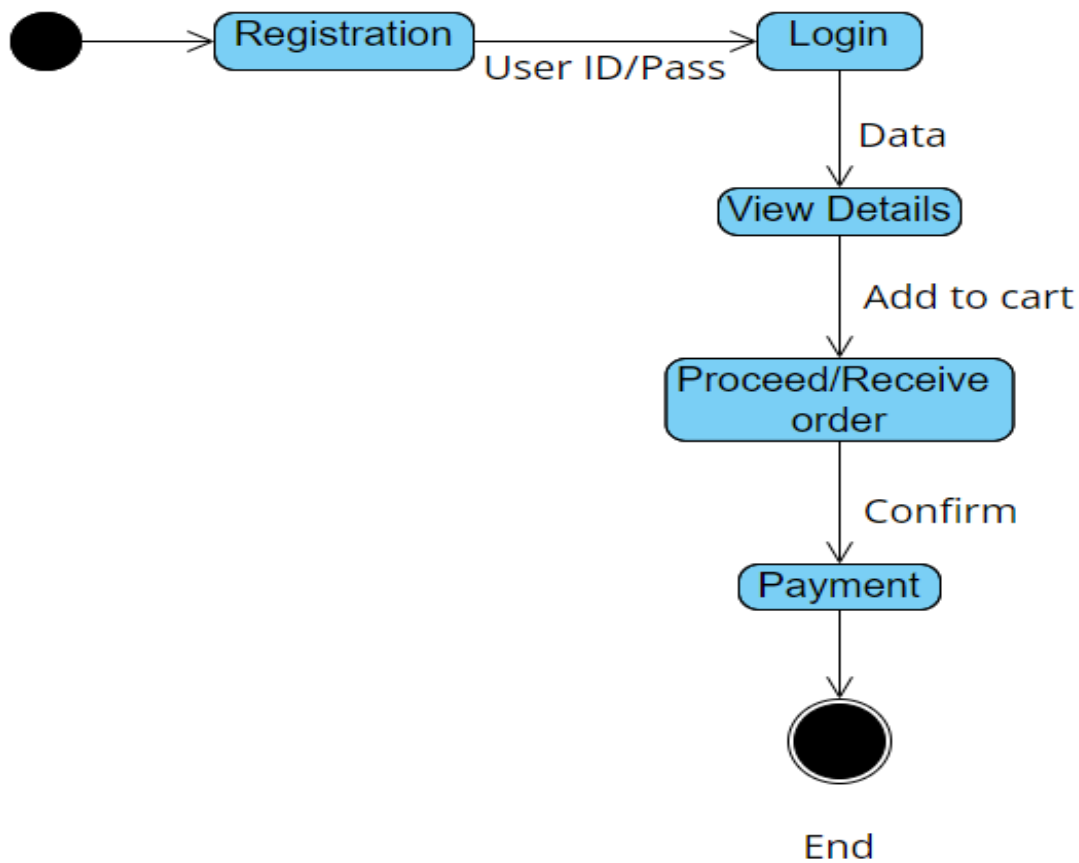 Registration
User ID/Pass
Login
Data
View Details
Add to cart
Proceed/Receive
order
Confirm
Payment
End